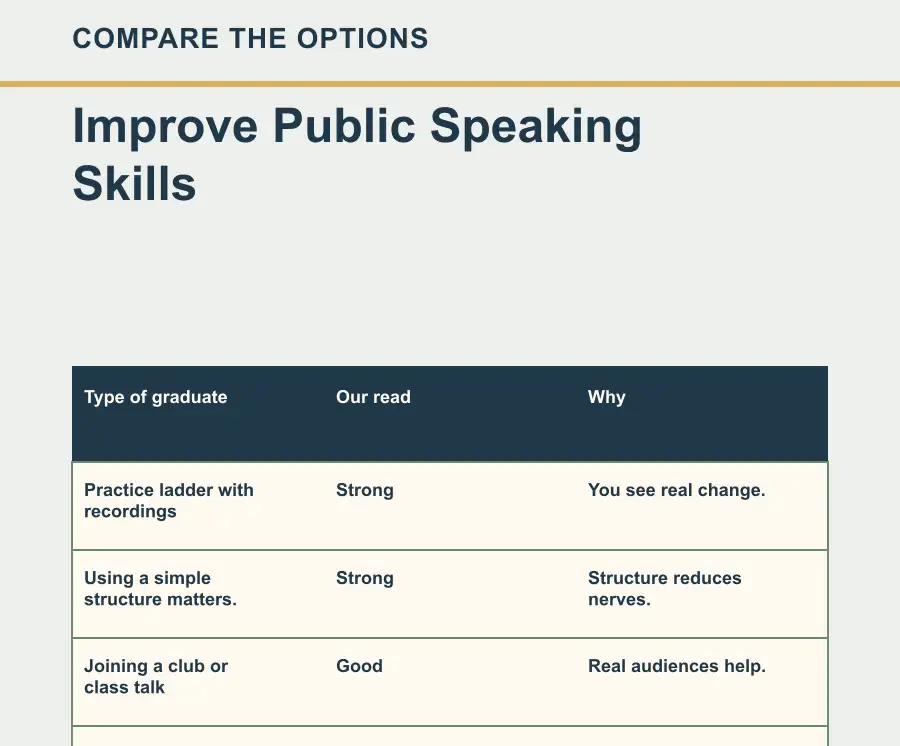 COMPARE THE OPTIONS
Improve Public Speaking
Skills
Type of graduate
Our read
Why
Practice ladder with
recordings
Strong
You see real change.
Using a simple
structure matters.
Strong
Structure reduces
nerves.
Joining a club or
class talk
Good
Real audiences help.